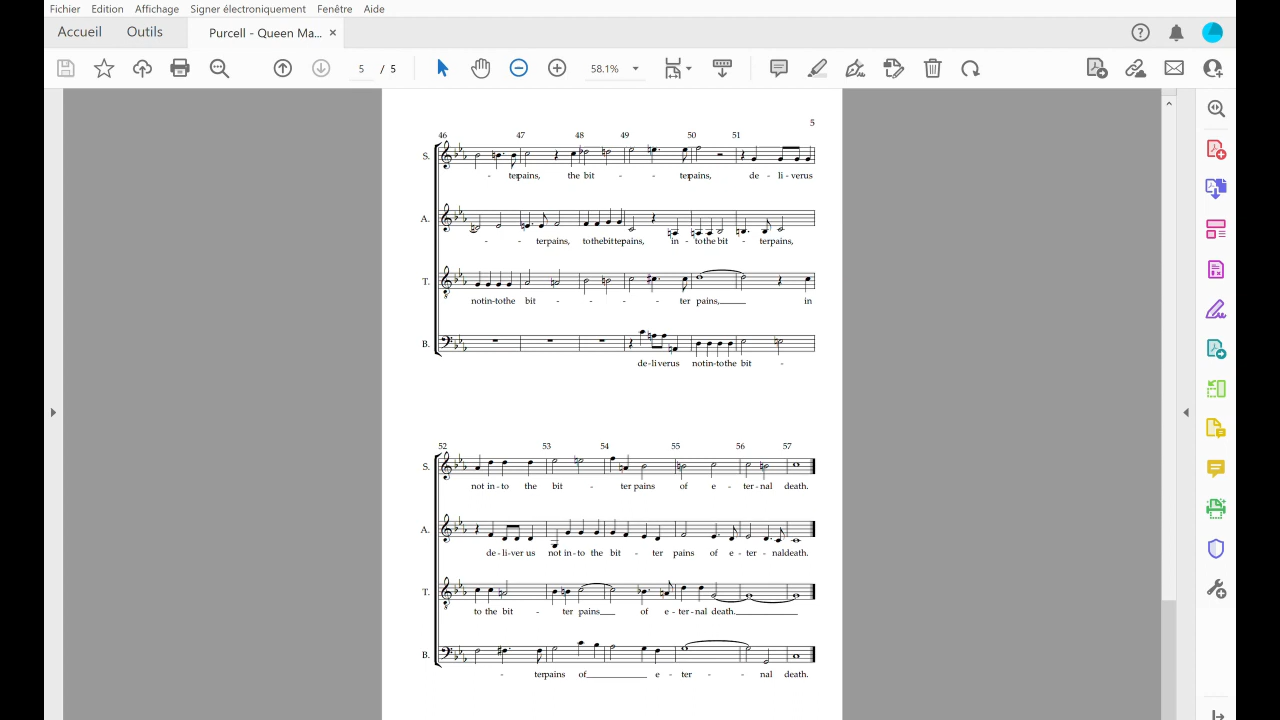 Fichier Edition Affichage Signer électroniquement Fenêtre Aide
Accueil Outils Purcell - Queen Ma... ×
5 / 5 58.1%
5
46 47 48 49 50 51
S.
- terpains, the bit - - terpains, de - li - verus
A.
- - terpains, tothebittepains, in - tothe bit - terpains,
T.
notin-tothe bit - - - - ter pains, in
B.
de-liverus notin-tothe bit -
52 53 54 55 56 57
S.
not in - to the bit - ter pains of e - ter - nal death.
A.
de - li - ver us not in - to the bit - ter pains of e - ter - naldeath.
T.
to the bit - ter pains of e - ter - nal death.
B.
- terpains of e - ter - - nal death.